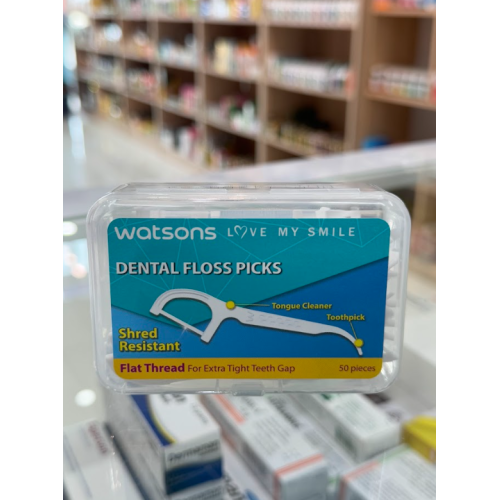 watsons LOVE MY SMILE
DENTAL FLOSS PICKS
Tongue Cleaner
Toothpick
Shred
Resistant
Flat Thread For Extra Tight Teeth Gap
50 pieces